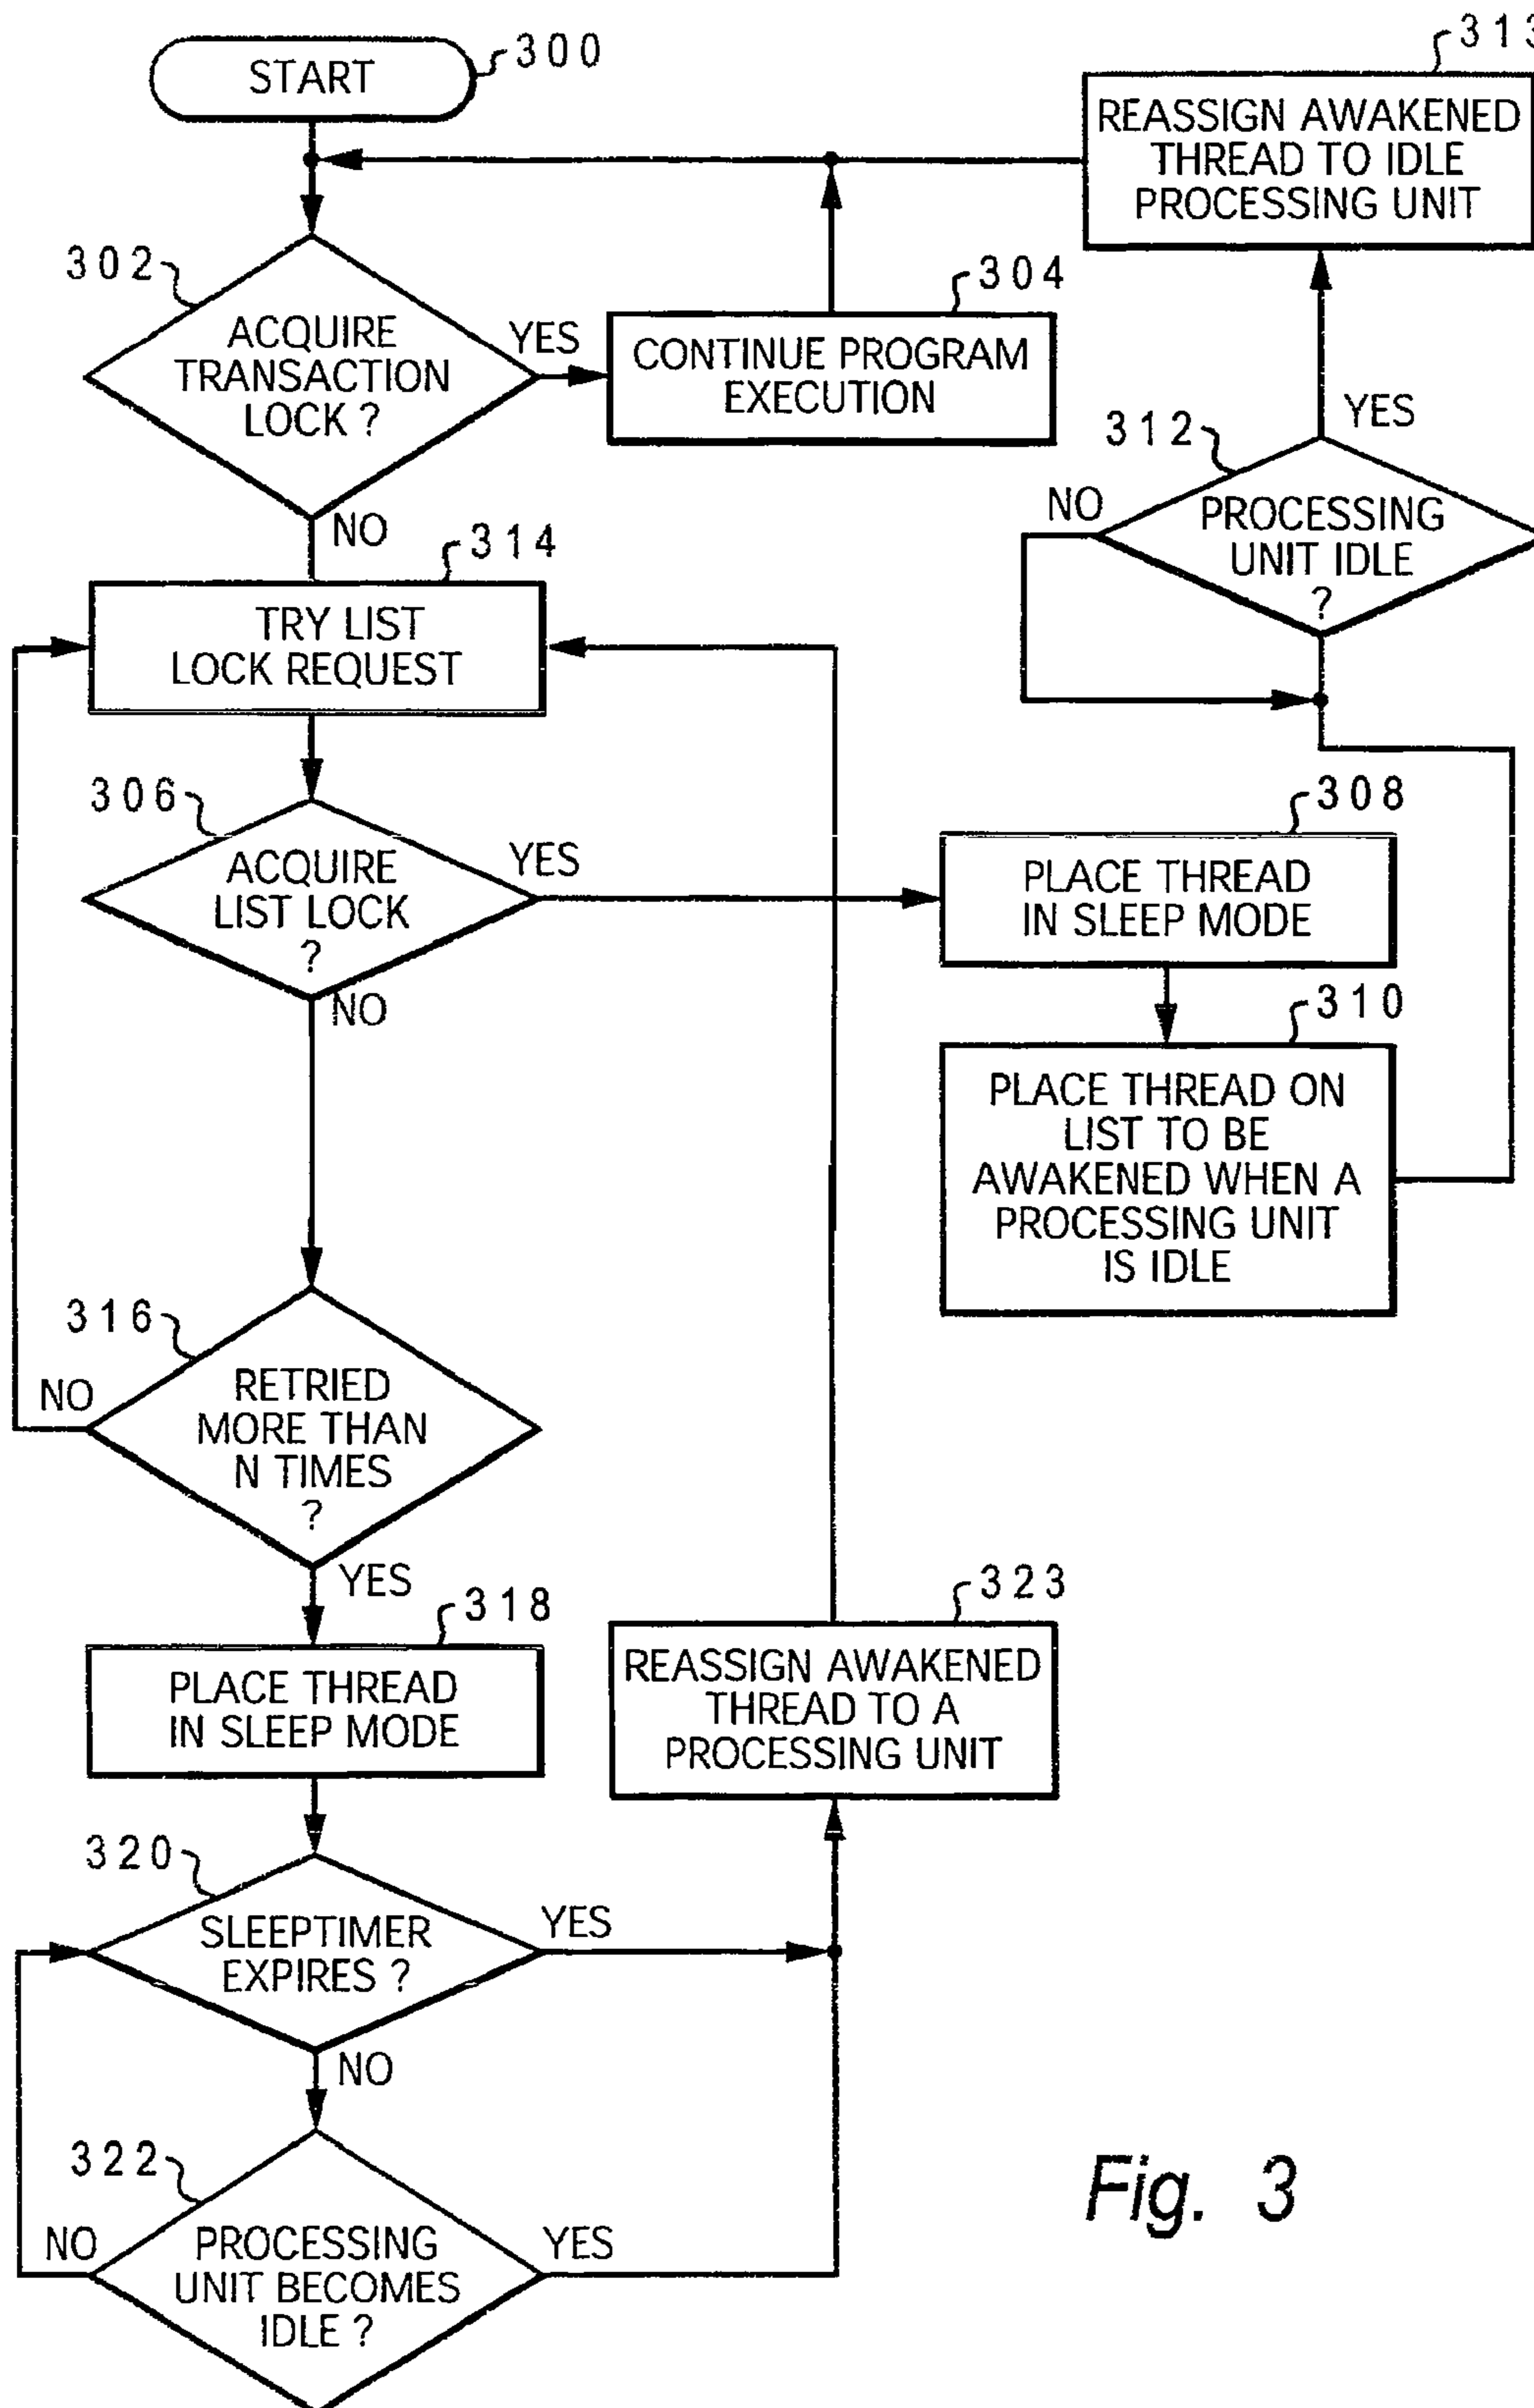 300
START
313
REASSIGN AWAKENED
THREAD TO IDLE
PROCESSING UNIT
302
ACQUIRE
TRANSACTION
LOCK ?
YES
304
CONTINUE PROGRAM
EXECUTION
NO
312
YES
NO
PROCESSING
UNIT IDLE
?
314
TRY LIST
LOCK REQUEST
306
ACQUIRE
LIST LOCK
?
YES
NO
308
PLACE THREAD
IN SLEEP MODE
310
PLACE THREAD ON
LIST TO BE
AWAKENED WHEN A
PROCESSING UNIT
IS IDLE
316
NO
RETRIED
MORE THAN
N TIMES
?
YES
318
PLACE THREAD
IN SLEEP MODE
323
REASSIGN AWAKENED
THREAD TO A
PROCESSING UNIT
320
SLEEPTIMER
EXPIRES ?
YES
NO
322
NO
PROCESSING
UNIT BECOMES
IDLE ?
YES
Fig. 3